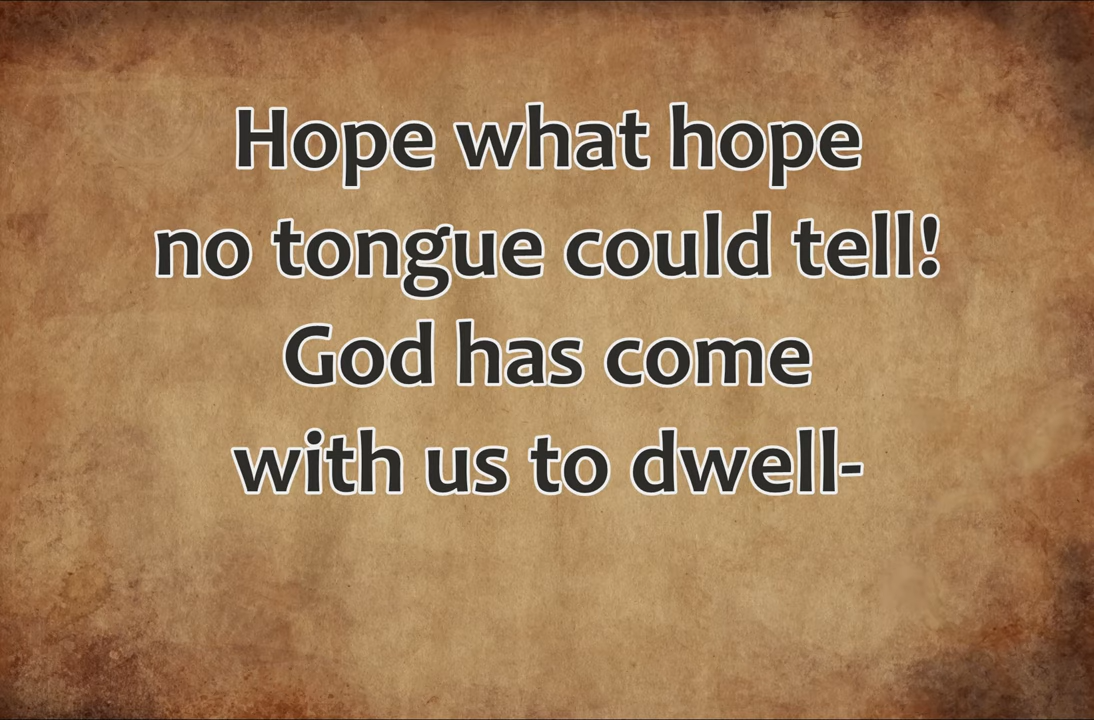 Hope what hope
no tongue could tell!
God has come
with us to dwell-